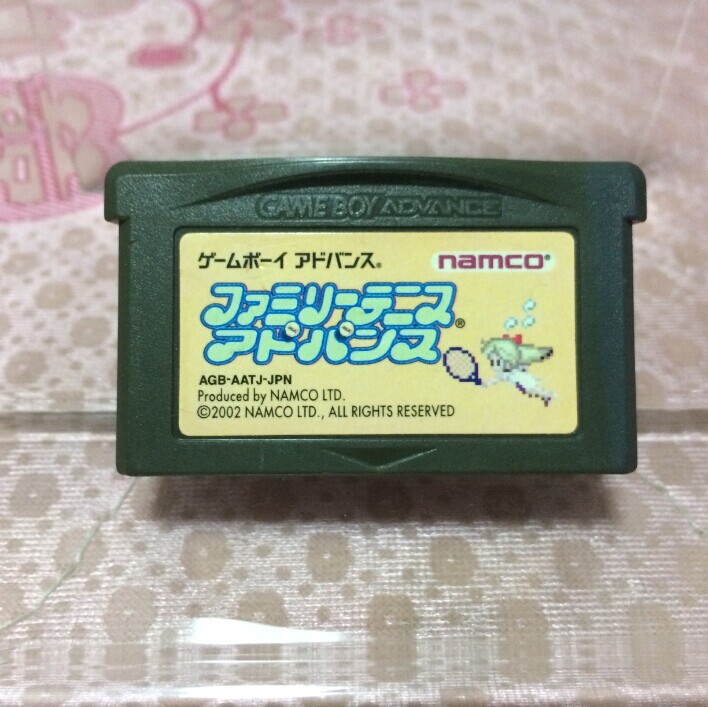 GAME BOY ADVANCE
ゲームボーイ アドバンス®
namco®
ファミリーテニス
アドバンス®
AGB-AATJ-JPN
Produced by NAMCO LTD.
©2002 NAMCO LTD., ALL RIGHTS RESERVED